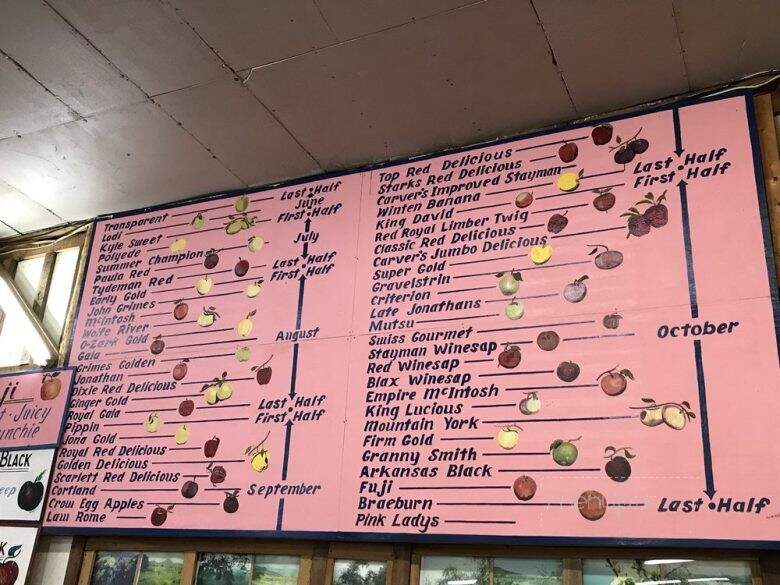 Transparent
Lodi
Kyle Sweet
Polyede
Summer Champion
Paula Red
Tydeman Red
Early Gold
John Grimes
McIntosh
Wolfe River
Ozark Gold
Gala
Grimes Golden
Jonathan
Dixie Red Delicious
Ginger Gold
Royal Gala
Pippin
Jona Gold
Royal Red Delicious
Golden Delicious
Scarlett Red Delicious
Cortland
Crow Egg Apples
Law Rome
Last • Half
June
First • Half
July
Last • Half
First • Half
August
Last • Half
First • Half
September
Top Red Delicious
Starks Red Delicious
Carver's Improved Stayman
Winten Banana
King David
Red Royal Limber Twig
Classic Red Delicious
Carver's Jumbo Delicious
Super Gold
Gravelstrin
Criterion
Late Jonathans
Mutsu
Swiss Gourmet
Stayman Winesap
Red Winesap
Blax Winesap
Empire McIntosh
King Lucious
Mountain York
Firm Gold
Granny Smith
Arkansas Black
Fuji
Braeburn
Pink Ladys
Last • Half
First • Half
October
Last • Half
ji
t • Juicy
unchie
Black
eep
K